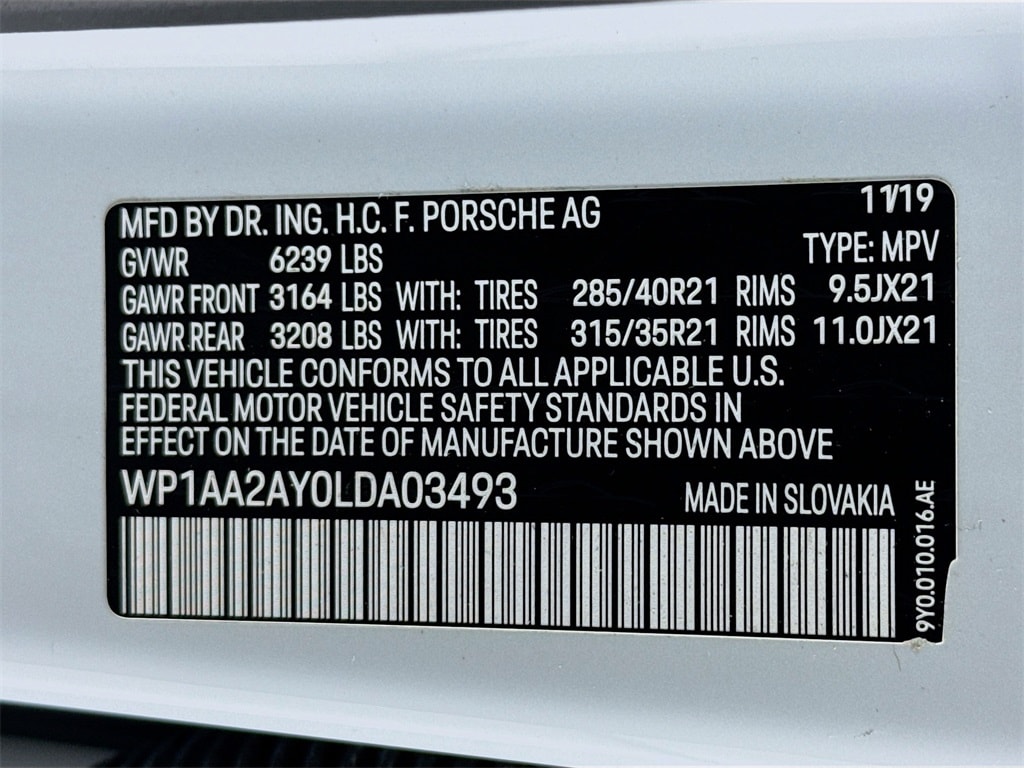 MFD BY DR. ING. H.C. F. PORSCHE AG 11/19
GVWR 6239 LBS TYPE: MPV
GAWR FRONT 3164 LBS WITH: TIRES 285/40R21 RIMS 9.5JX21
GAWR REAR 3208 LBS WITH: TIRES 315/35R21 RIMS 11.0JX21
THIS VEHICLE CONFORMS TO ALL APPLICABLE U.S.
FEDERAL MOTOR VEHICLE SAFETY STANDARDS IN
EFFECT ON THE DATE OF MANUFACTURE SHOWN ABOVE
WP1AA2AY0LDA03493 MADE IN SLOVAKIA
9Y0.010.016.AE